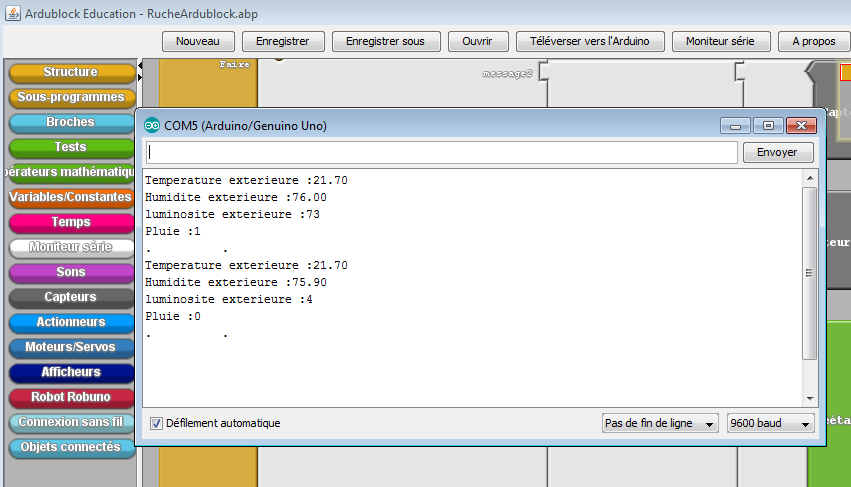 Ardublock Education - RucheArdublock.abp
Nouveau Enregistrer Enregistrer sous Ouvrir Téléverser vers l'Arduino Moniteur série A propos
Structure
Sous-programmes
Broches
Tests
pérateurs mathématiqu
Variables/Constantes
Temps
Moniteur série
Sons
Capteurs
Actionneurs
Moteurs/Servos
Afficheurs
Robot Robuno
Connexion sans fil
Objets connectés
Faire
message2
COM5 (Arduino/Genuino Uno)
Envoyer
Temperature exterieure :21.70
Humidite exterieure :76.00
luminosite exterieure :73
Pluie :1
. .
Temperature exterieure :21.70
Humidite exterieure :75.90
luminosite exterieure :4
Pluie :0
. .
Défilement automatique
Pas de fin de ligne
9600 baud